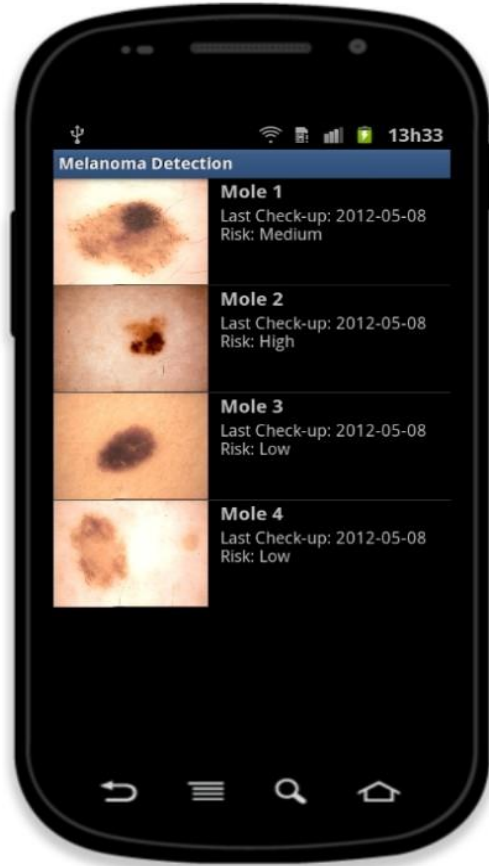 13h33
Melanoma Detection
Mole 1
Last Check-up: 2012-05-08
Risk: Medium
Mole 2
Last Check-up: 2012-05-08
Risk: High
Mole 3
Last Check-up: 2012-05-08
Risk: Low
Mole 4
Last Check-up: 2012-05-08
Risk: Low